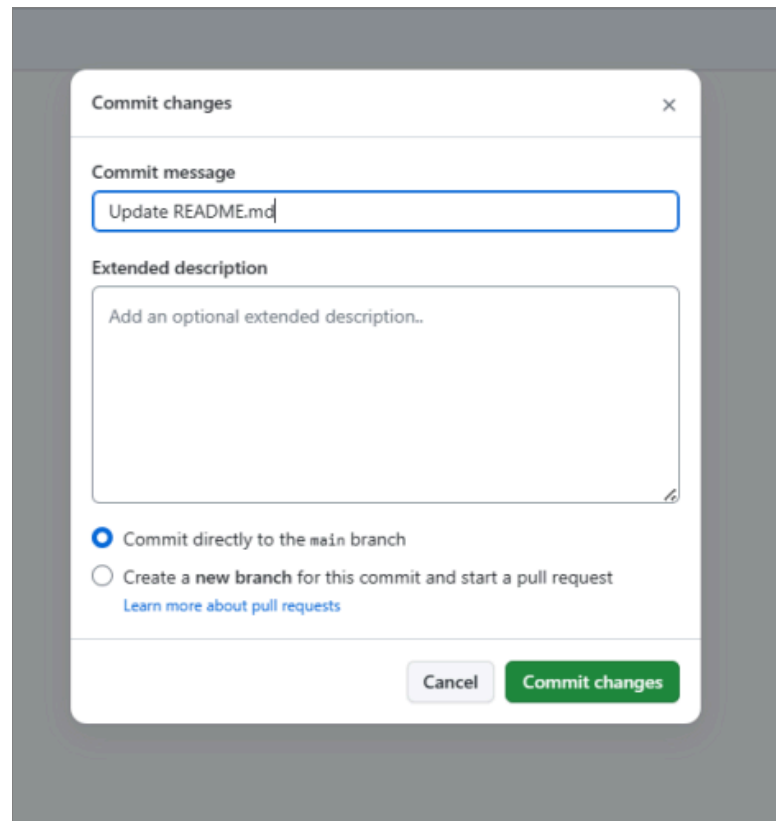 Commit changes
Commit message
Update README.md
Extended description
Add an optional extended description..
Commit directly to the main branch
Create a new branch for this commit and start a pull request
Learn more about pull requests
Cancel Commit changes